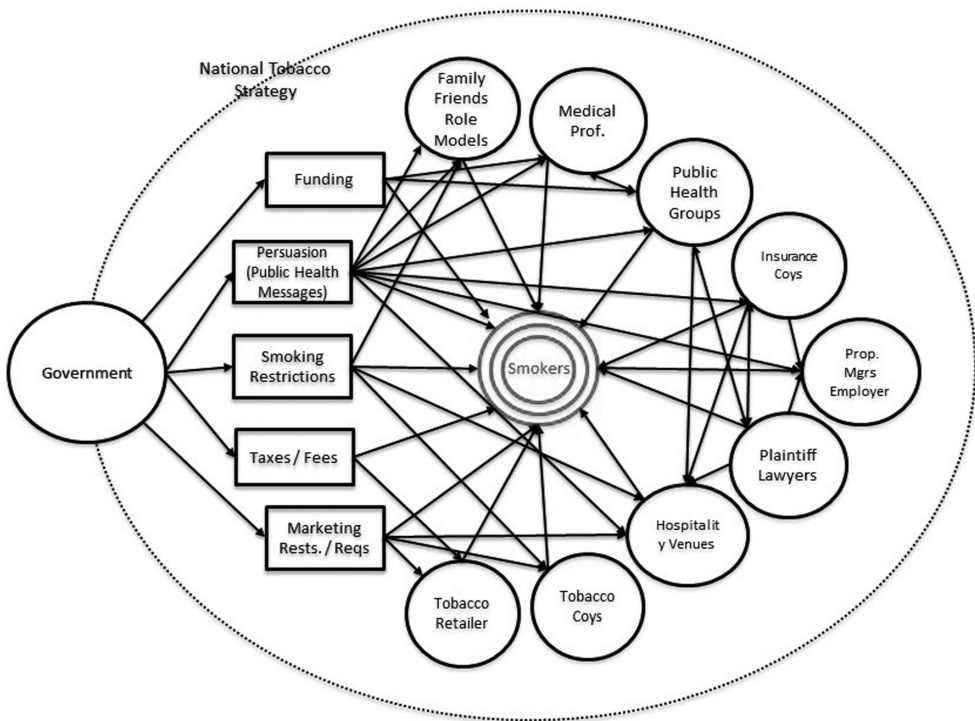 National Tobacco
Strategy
Family
Friends
Role
Models
Medical
Prof.
Public
Health
Groups
Insurance
Coys
Prop.
Mgrs
Employer
Plaintiff
Lawyers
Hospitalit
y Venues
Tobacco
Coys
Tobacco
Retailer
Funding
Persuasion
(Public Health
Messages)
Smoking
Restrictions
Taxes / Fees
Marketing
Rests. / Reqs
Government
Smokers